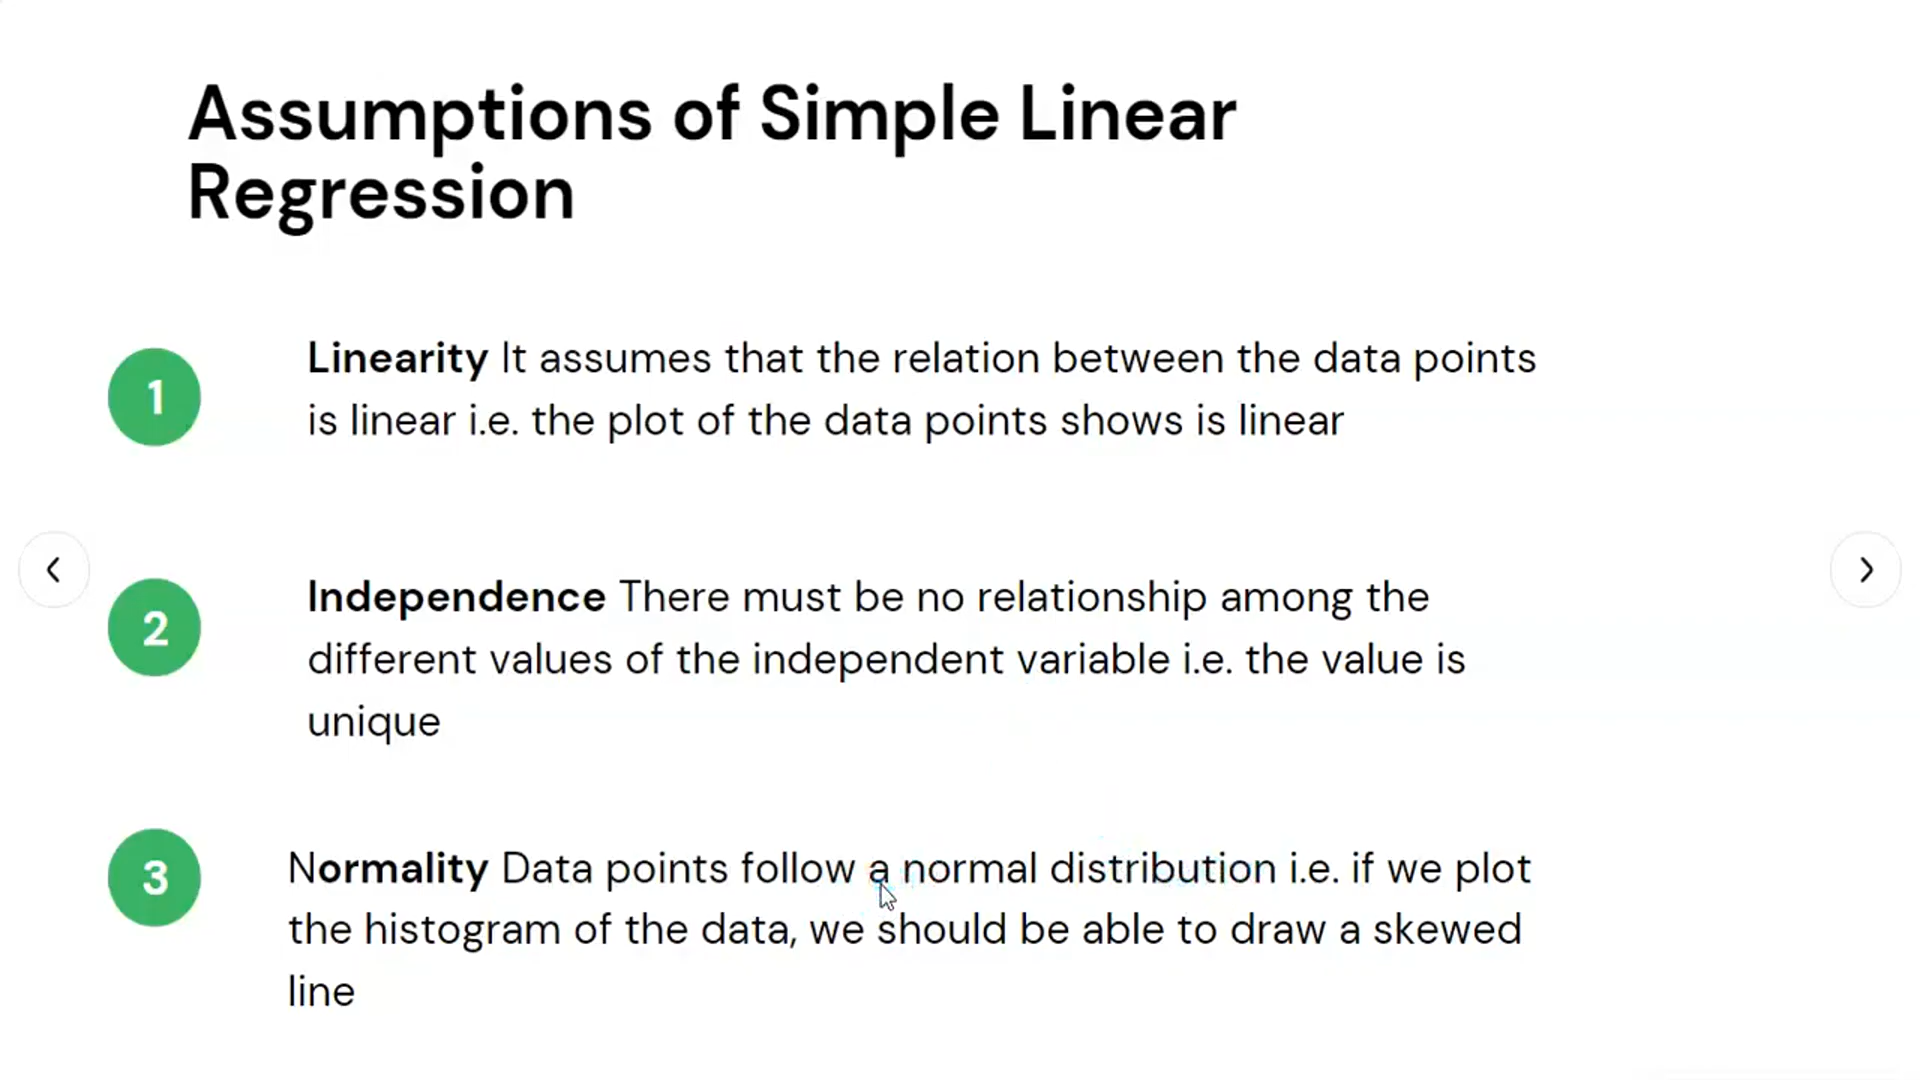 Assumptions of Simple Linear
Regression
1
Linearity It assumes that the relation between the data points
is linear i.e. the plot of the data points shows is linear
2
Independence There must be no relationship among the
different values of the independent variable i.e. the value is
unique
3
Normality Data points follow a normal distribution i.e. if we plot
the histogram of the data, we should be able to draw a skewed
line